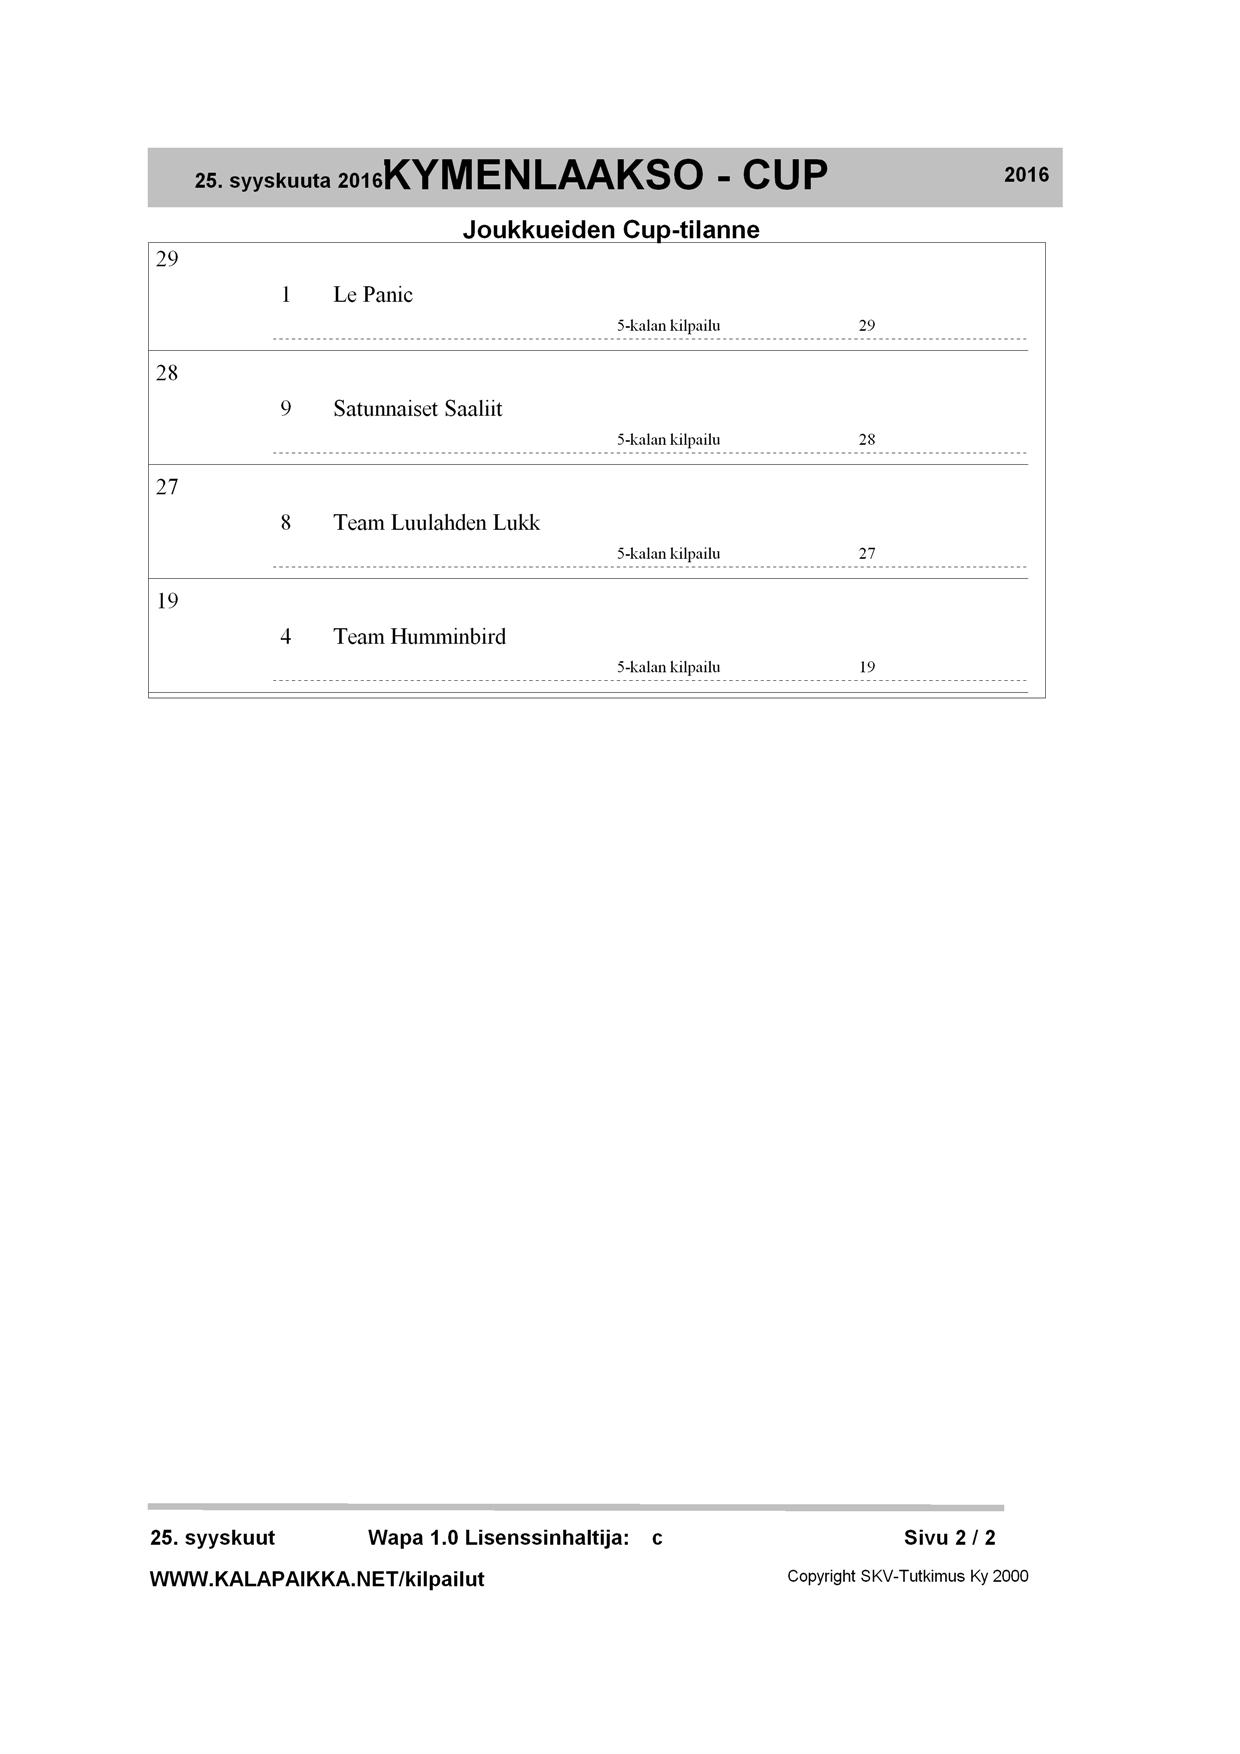 25. syyskuuta 2016 KYMENLAAKSO - CUP 2016
Joukkueiden Cup-tilanne
29
1 Le Panic
5-kalan kilpailu 29
28
9 Satunnaiset Saaliit
5-kalan kilpailu 28
27
8 Team Luulahden Lukk
5-kalan kilpailu 27
19
4 Team Humminbird
5-kalan kilpailu 19
25. syyskuut Wapa 1.0 Lisenssinhaltija: c Sivu 2 / 2
WWW.KALAPAIKKA.NET/kilpailut Copyright SKV-Tutkimus Ky 2000